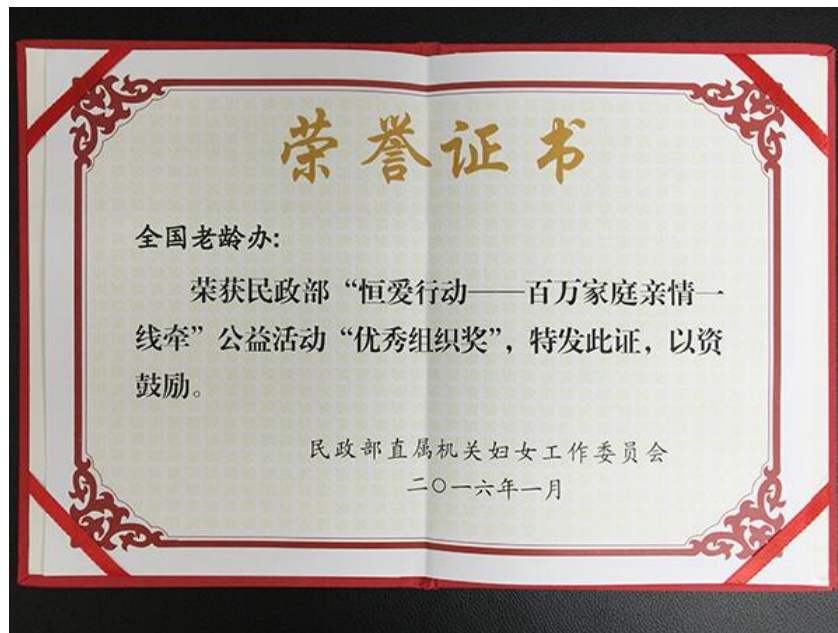 荣誉证书
全国老龄办：
荣获民政部“恒爱行动——百万家庭亲情一
线牵”公益活动“优秀组织奖”，特发此证，以资
鼓励。
民政部直属机关妇女工作委员会
二〇一六年一月